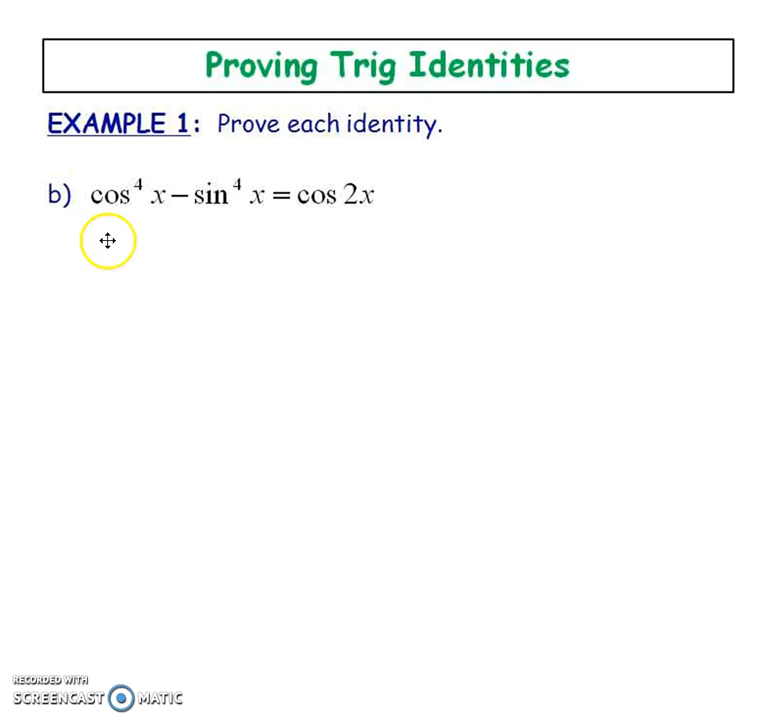 Proving Trig Identities
EXAMPLE 1: Prove each identity.
b) cos⁴ x − sin⁴ x = cos 2x
RECORDED WITH
SCREENCAST MATIC